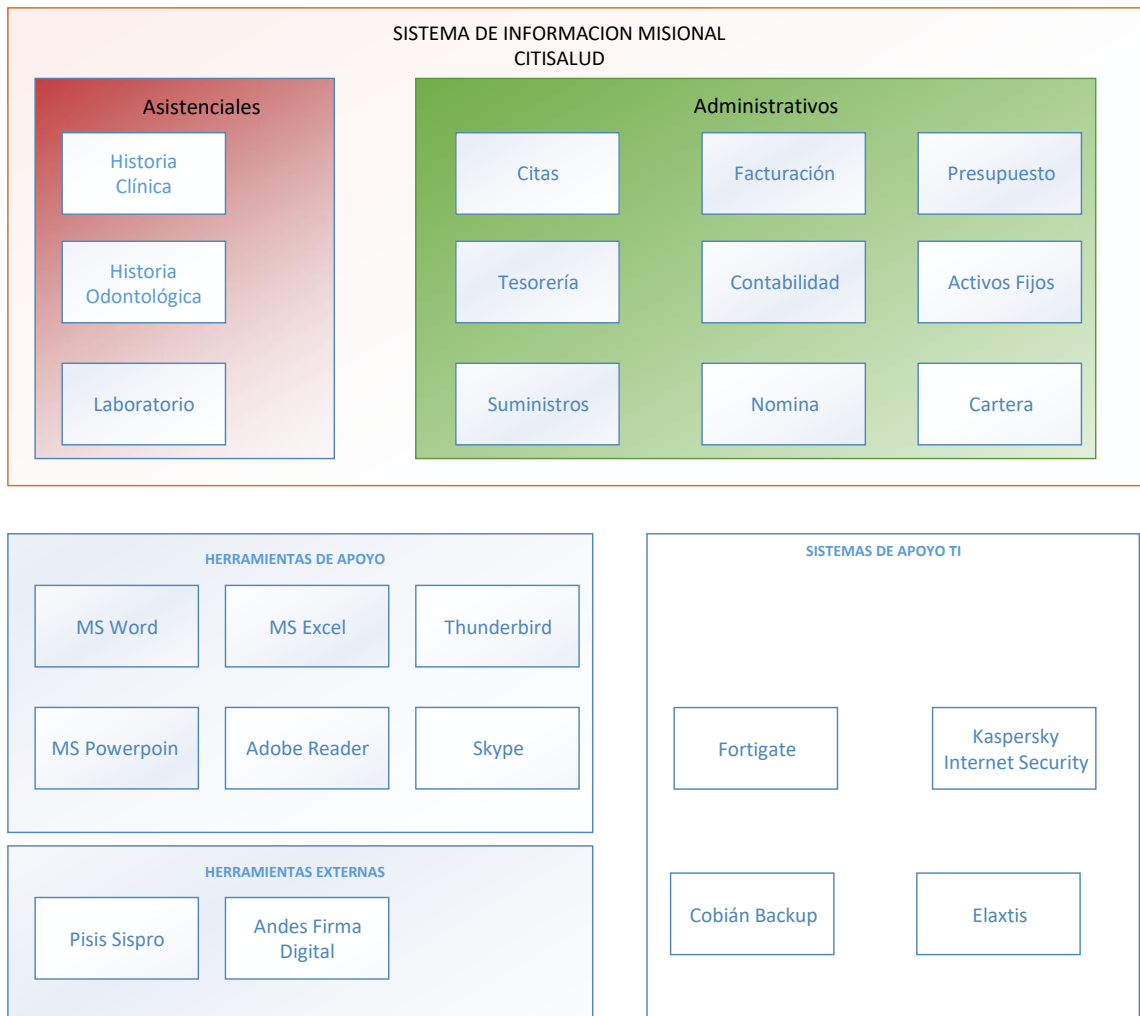 SISTEMA DE INFORMACION MISIONAL
CITISALUD
Asistenciales
Historia
Clínica
Historia
Odontológica
Laboratorio
Administrativos
Citas
Facturación
Presupuesto
Tesorería
Contabilidad
Activos Fijos
Suministros
Nomina
Cartera
HERRAMIENTAS DE APOYO
MS Word
MS Excel
Thunderbird
MS Powerpoin
Adobe Reader
Skype
HERRAMIENTAS EXTERNAS
Pisis Sispro
Andes Firma
Digital
SISTEMAS DE APOYO TI
Fortigate
Kaspersky
Internet Security
Cobián Backup
Elaxtis